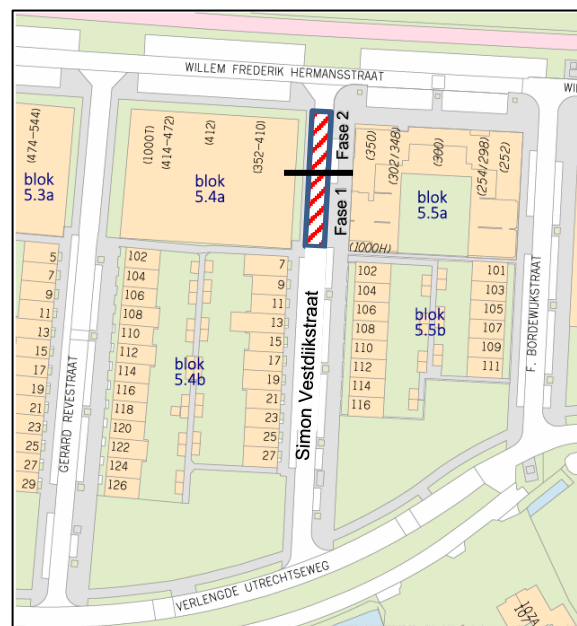 WILLEM FREDERIK HERMANSSTRAAT
WI
(474-544)
blok
5.3a
(1000T)
(414-472)
(412)
(352-410)
blok
5.4a
Fase 2
Fase 1
(350)
(302/348)
(300)
(254/298)
(252)
blok
5.5a
(1000H)
5
7
9
11
13
15
17
19
21
23
25
27
29
GERARD REVESTRAAT
102
104
106
108
110
112
114
116
118
120
122
124
126
blok
5.4b
7
9
11
13
15
17
19
21
23
25
27
Simon Vestdijkstraat
102
104
106
108
110
112
114
116
blok
5.5b
101
103
105
107
109
111
F. BORDEWIJKSTRAAT
VERLENGDE UTRECHTSEWEG
107A